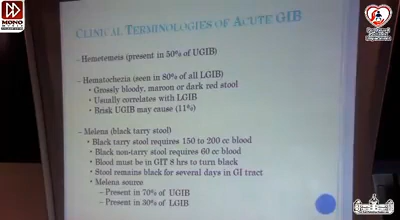 MONO
CLINICAL TERMINOLOGIES OF ACUTE GIB
– Hemetemesis (present in 50% of UGIB)
– Hematochezia (seen in 80% of all LGIB)
• Grossly bloody, maroon or dark red stool
• Usually correlates with LGIB
• Brisk UGIB may cause (11%)
– Melena (black tarry stool)
• Black tarry stool requires 150 to 200 cc blood
• Black non-tarry stool requires 60 cc blood
• Blood must be in GIT 8 hrs to turn black
• Stool remains black for several days in GI tract
• Melena source
– Present in 70% of UGIB
– Present in 30% of LGIB